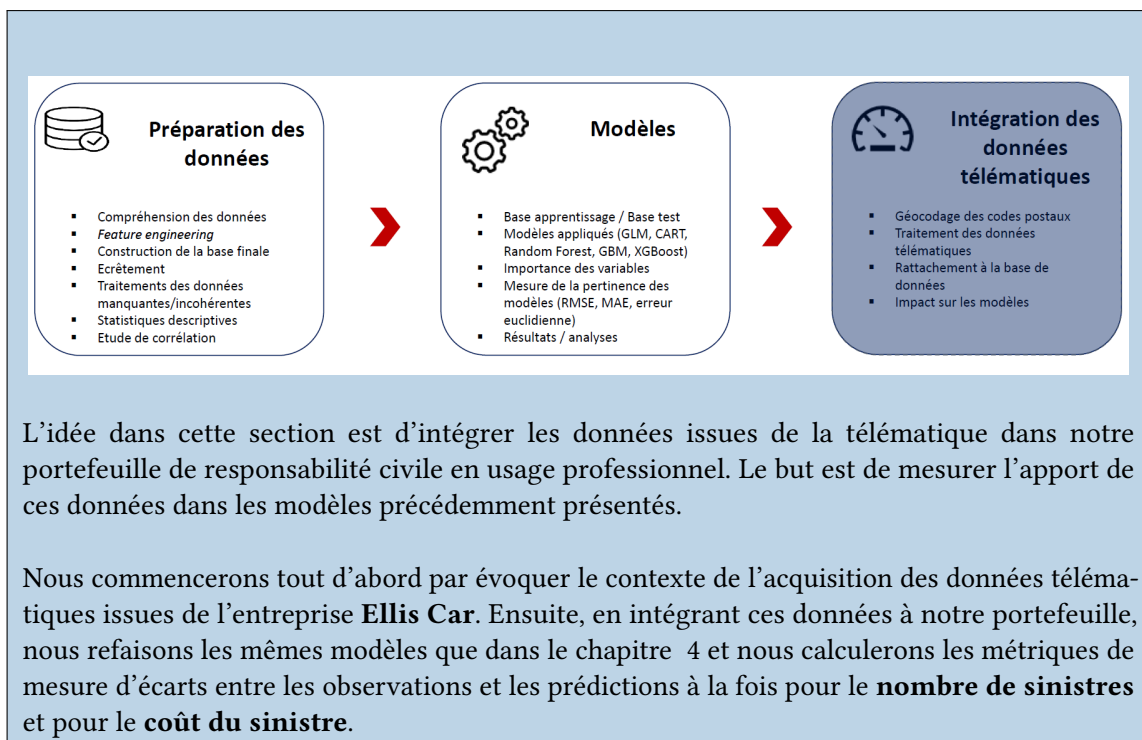 Préparation des
données
▪ Compréhension des données
▪ Feature engineering
▪ Construction de la base finale
▪ Ecrêtement
▪ Traitements des données
manquantes/incohérentes
▪ Statistiques descriptives
▪ Etude de corrélation
Modèles
▪ Base apprentissage / Base test
▪ Modèles appliqués (GLM, CART,
Random Forest, GBM, XGBoost)
▪ Importance des variables
▪ Mesure de la pertinence des
modèles (RMSE, MAE, erreur
euclidienne)
▪ Résultats / analyses
Intégration des
données
télématiques
▪ Géocodage des codes postaux
▪ Traitement des données
télématiques
▪ Rattachement à la base de
données
▪ Impact sur les modèles
L'idée dans cette section est d'intégrer les données issues de la télématique dans notre
portefeuille de responsabilité civile en usage professionnel. Le but est de mesurer l'apport de
ces données dans les modèles précédemment présentés.
Nous commencerons tout d'abord par évoquer le contexte de l'acquisition des données téléma-
tiques issues de l'entreprise Ellis Car. Ensuite, en intégrant ces données à notre portefeuille,
nous refaisons les mêmes modèles que dans le chapitre 4 et nous calculerons les métriques de
mesure d'écarts entre les observations et les prédictions à la fois pour le nombre de sinistres
et pour le coût du sinistre.